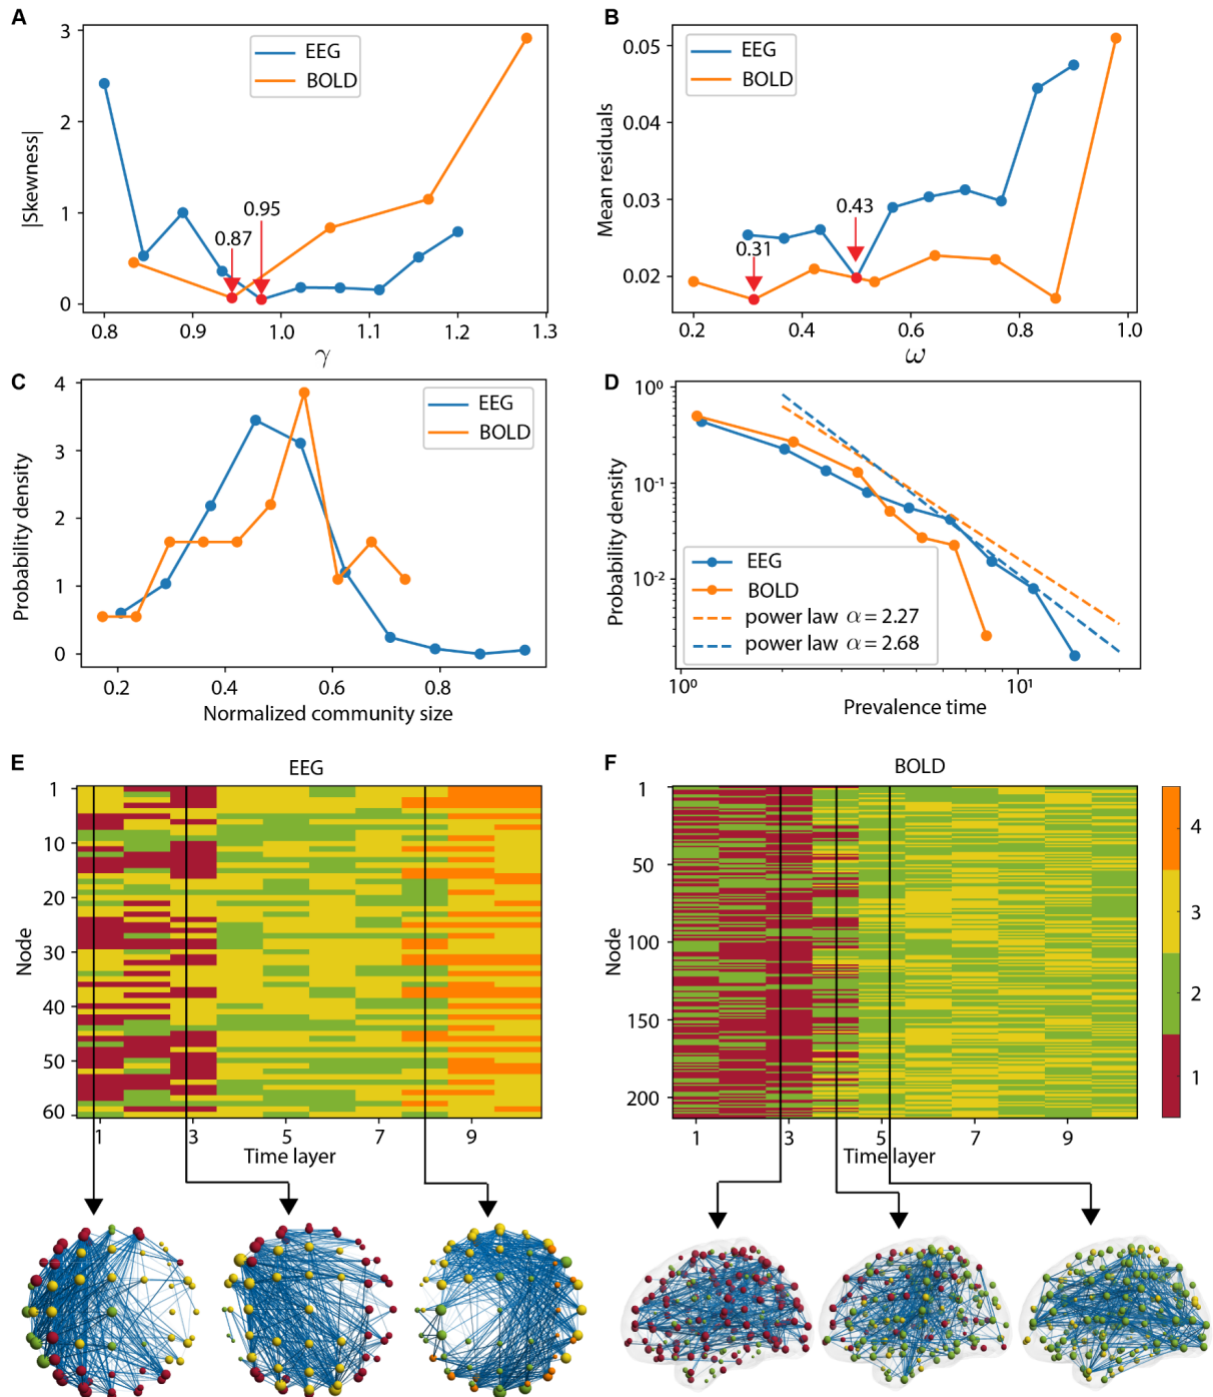 A
3
2
1
0
|Skewness|
EEG
BOLD
0.95
0.87
0.8
0.9
1.0
1.1
1.2
1.3
γ
B
0.05
0.04
0.03
0.02
Mean residuals
EEG
BOLD
0.43
0.31
0.2
0.4
0.6
0.8
1.0
ω
C
4
3
2
1
0
Probability density
EEG
BOLD
0.2
0.4
0.6
0.8
Normalized community size
D
10⁰
10⁻¹
10⁻²
Probability density
EEG
BOLD
power law α = 2.27
power law α = 2.68
10⁰
10¹
Prevalence time
E
EEG
1
10
20
30
40
50
60
Node
1
3
5
7
9
Time layer
F
BOLD
1
50
100
150
200
Node
1
3
5
7
9
Time layer
4
3
2
1